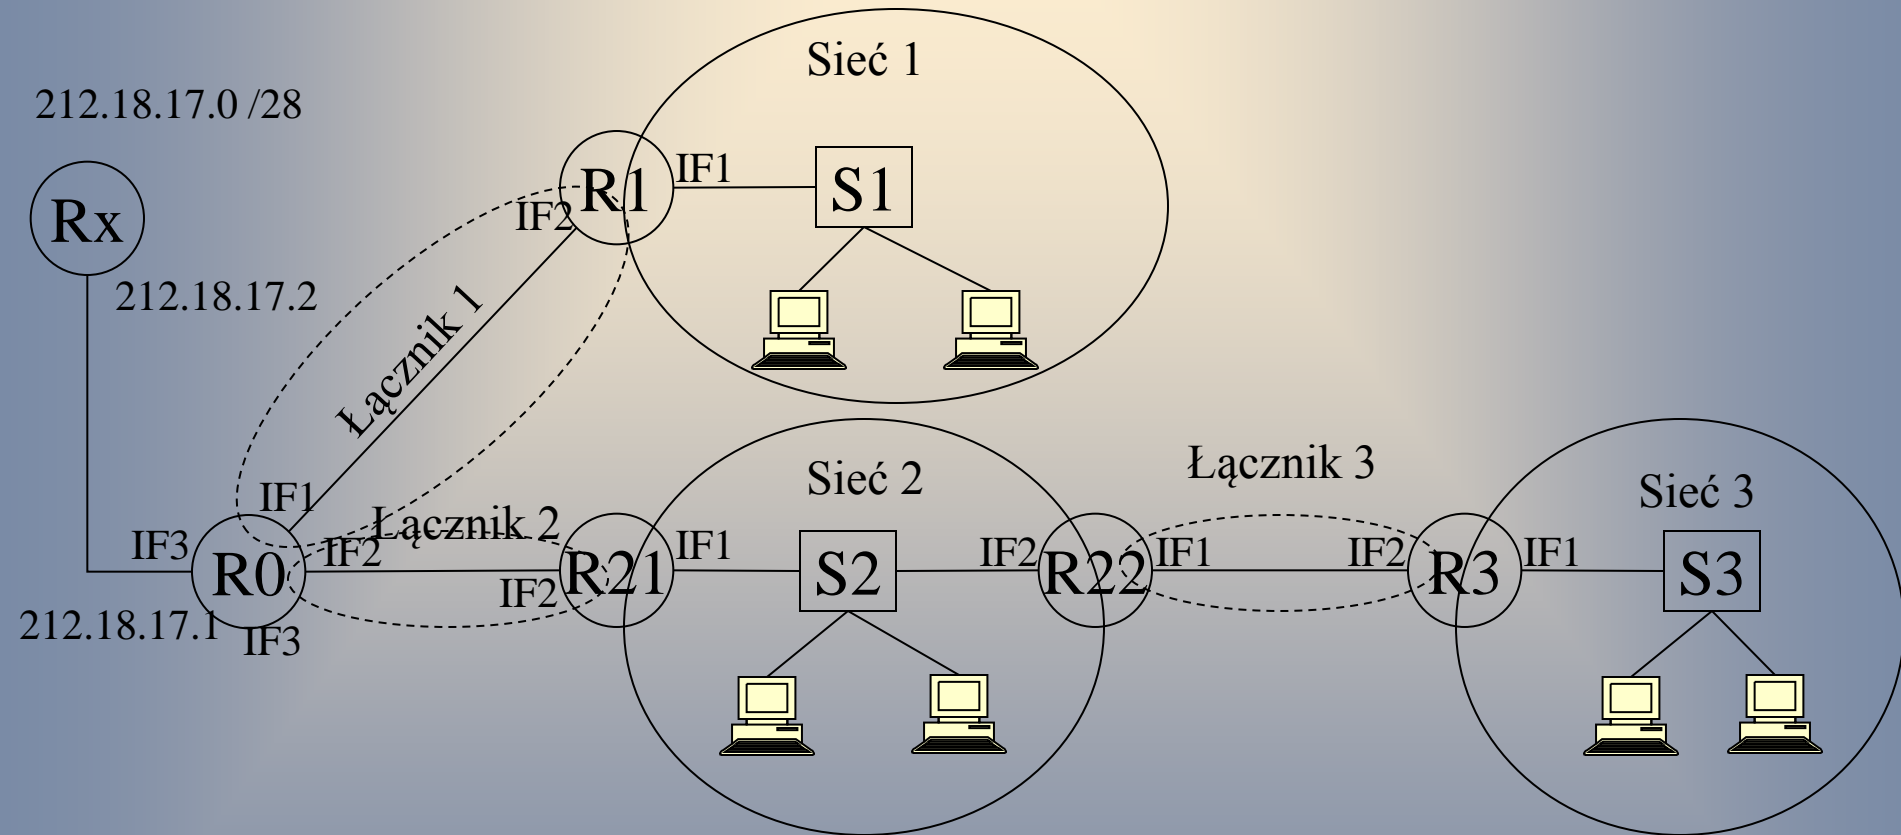 Sieć 1
212.18.17.0 /28
Rx
R1
IF1
S1
IF2
212.18.17.2
Łącznik 1
IF1
Łącznik 2
Sieć 2
Łącznik 3
Sieć 3
IF3
R0
IF2
IF2
R21
IF1
S2
IF2
R22
IF1
IF2
R3
IF1
S3
212.18.17.1
IF3